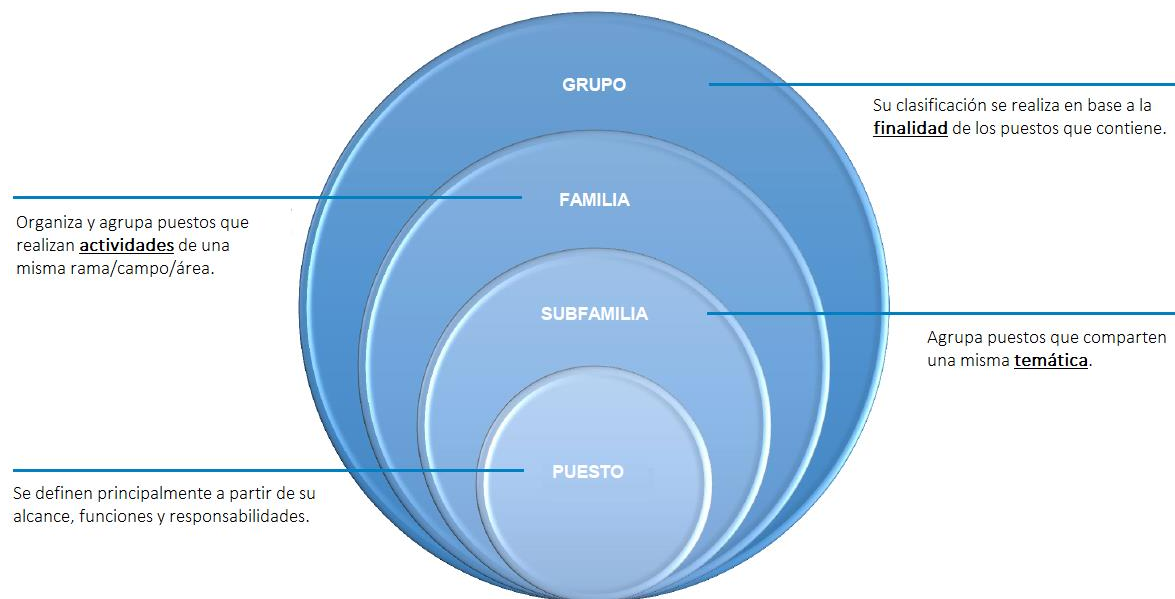 GRUPO
Su clasificación se realiza en base a la
finalidad de los puestos que contiene.
FAMILIA
Organiza y agrupa puestos que
realizan actividades de una
misma rama/campo/área.
SUBFAMILIA
Agrupa puestos que comparten
una misma temática.
PUESTO
Se definen principalmente a partir de su
alcance, funciones y responsabilidades.